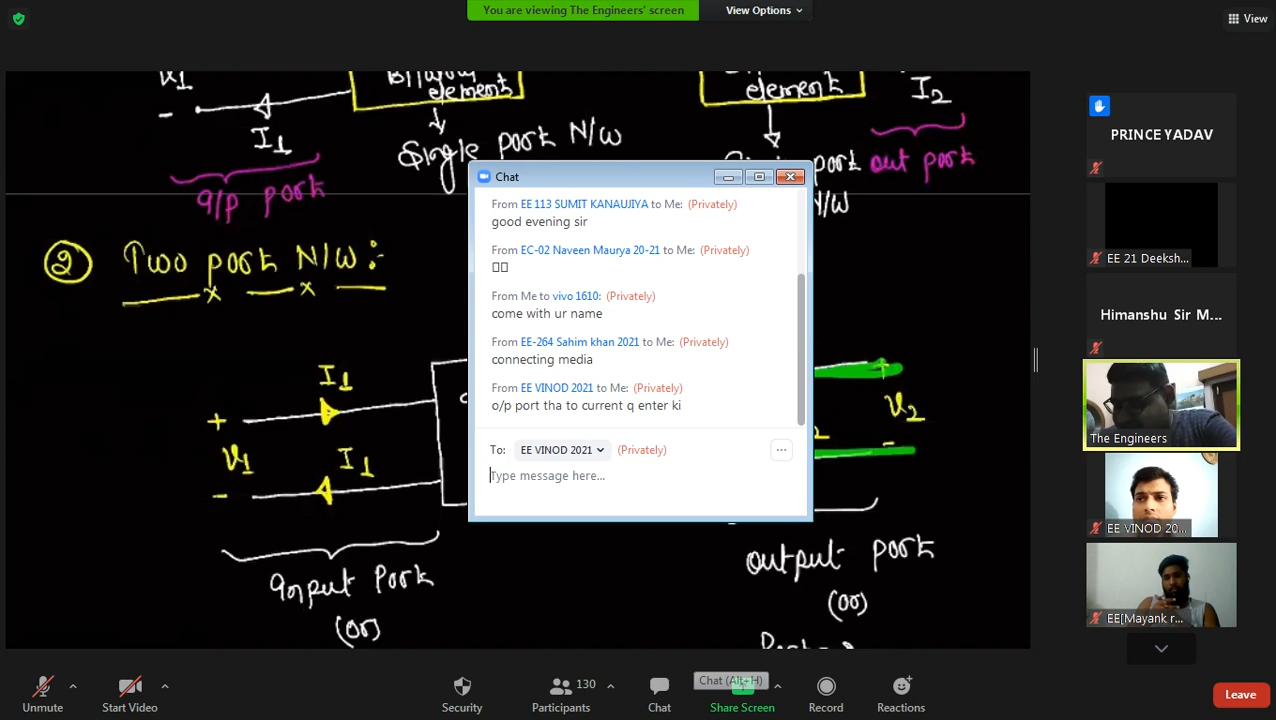 You are viewing The Engineers' screen
View Options
View
V1
-
I1
element
Single port N/W
i/p port
element
I2
port
N/W
out port
② Two port N/W :-
+
V1
-
I1
I1
Input Port
(or)
V2
-
2
output port
(or)
Chat
From EE 113 SUMIT KANAUJIYA to Me: (Privately)
good evening sir
From EC-02 Naveen Maurya 20-21 to Me: (Privately)
From Me to vivo 1610: (Privately)
come with ur name
From EE-264 Sahim khan 2021 to Me: (Privately)
connecting media
From EE VINOD 2021 to Me: (Privately)
o/p port tha to current q enter ki
To: EE VINOD 2021 (Privately)
...
Type message here...
PRINCE YADAV
EE 21 Deeksh...
Himanshu Sir M...
The Engineers
EE VINOD 20...
EE[Mayank r...
Unmute
Start Video
Security
130
Participants
Chat
Chat (Alt+H)
Share Screen
Record
Reactions
Leave